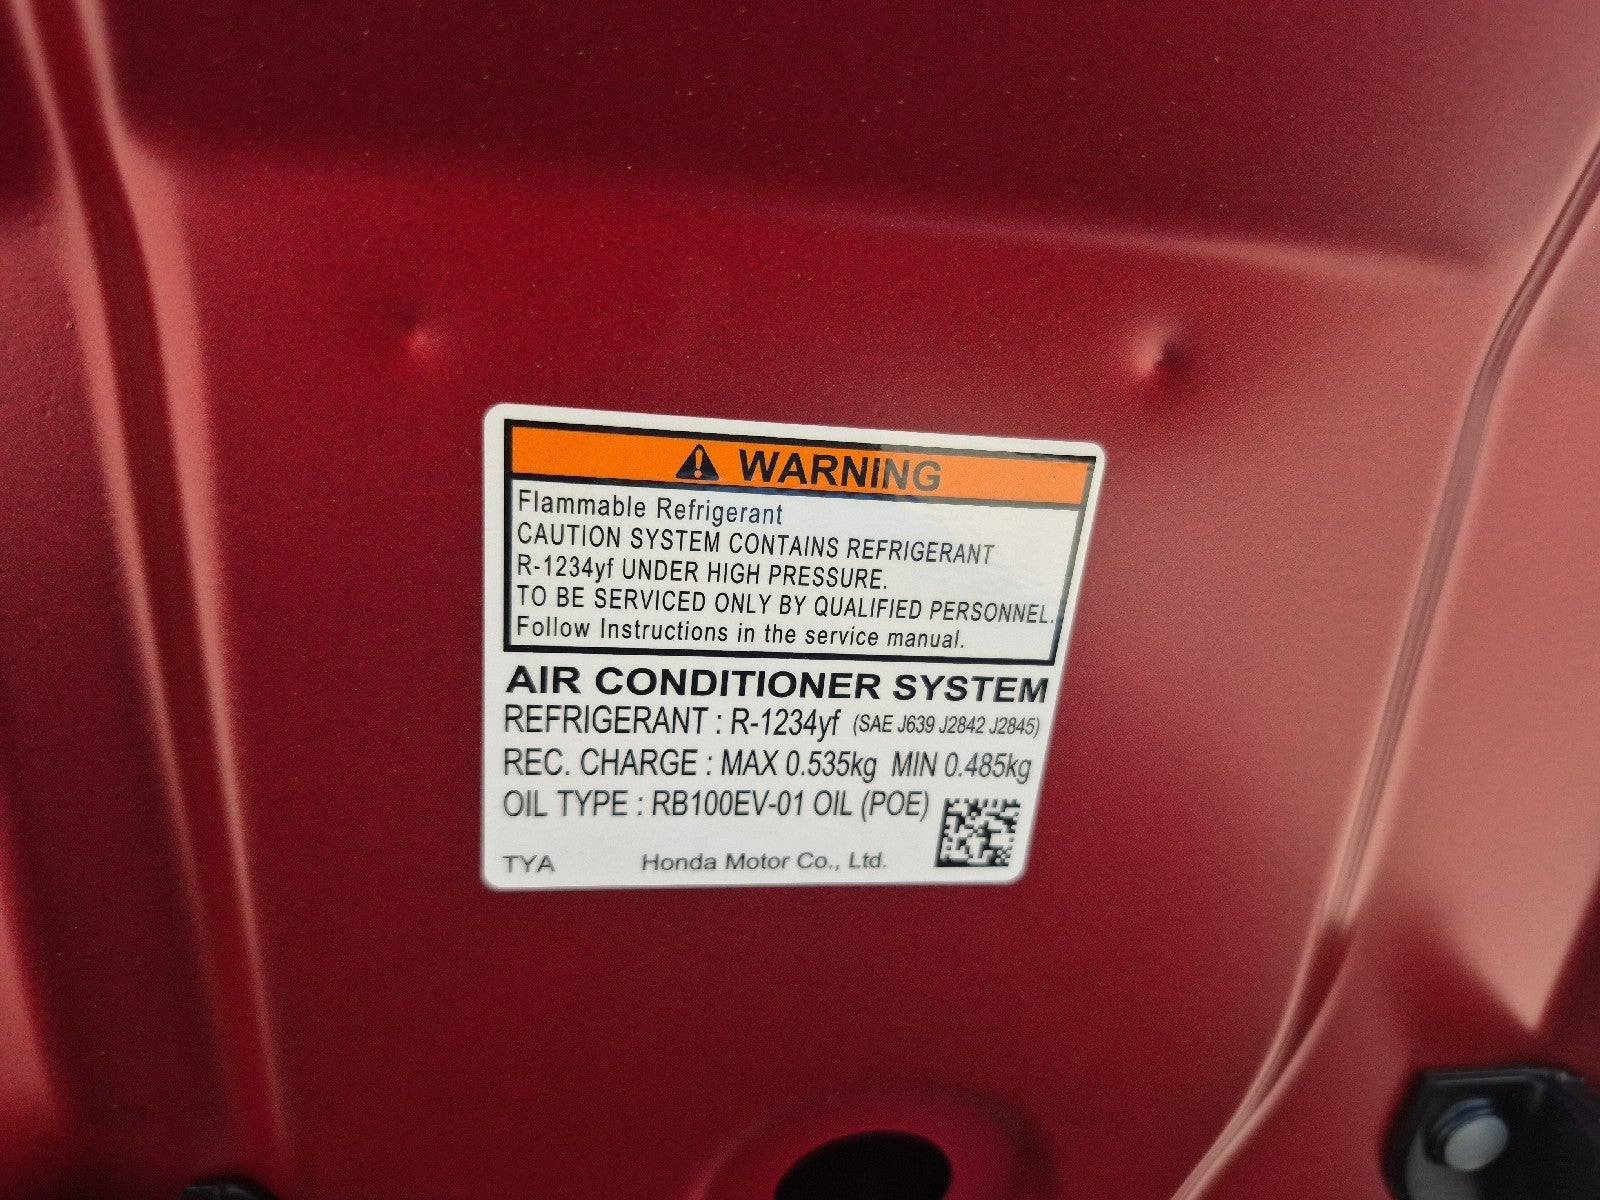 WARNING
Flammable Refrigerant
CAUTION SYSTEM CONTAINS REFRIGERANT
R-1234yf UNDER HIGH PRESSURE.
TO BE SERVICED ONLY BY QUALIFIED PERSONNEL.
Follow Instructions in the service manual.
AIR CONDITIONER SYSTEM
REFRIGERANT : R-1234yf (SAE J639 J2842 J2845)
REC. CHARGE : MAX 0.535kg MIN 0.485kg
OIL TYPE : RB100EV-01 OIL (POE)
TYA Honda Motor Co., Ltd.